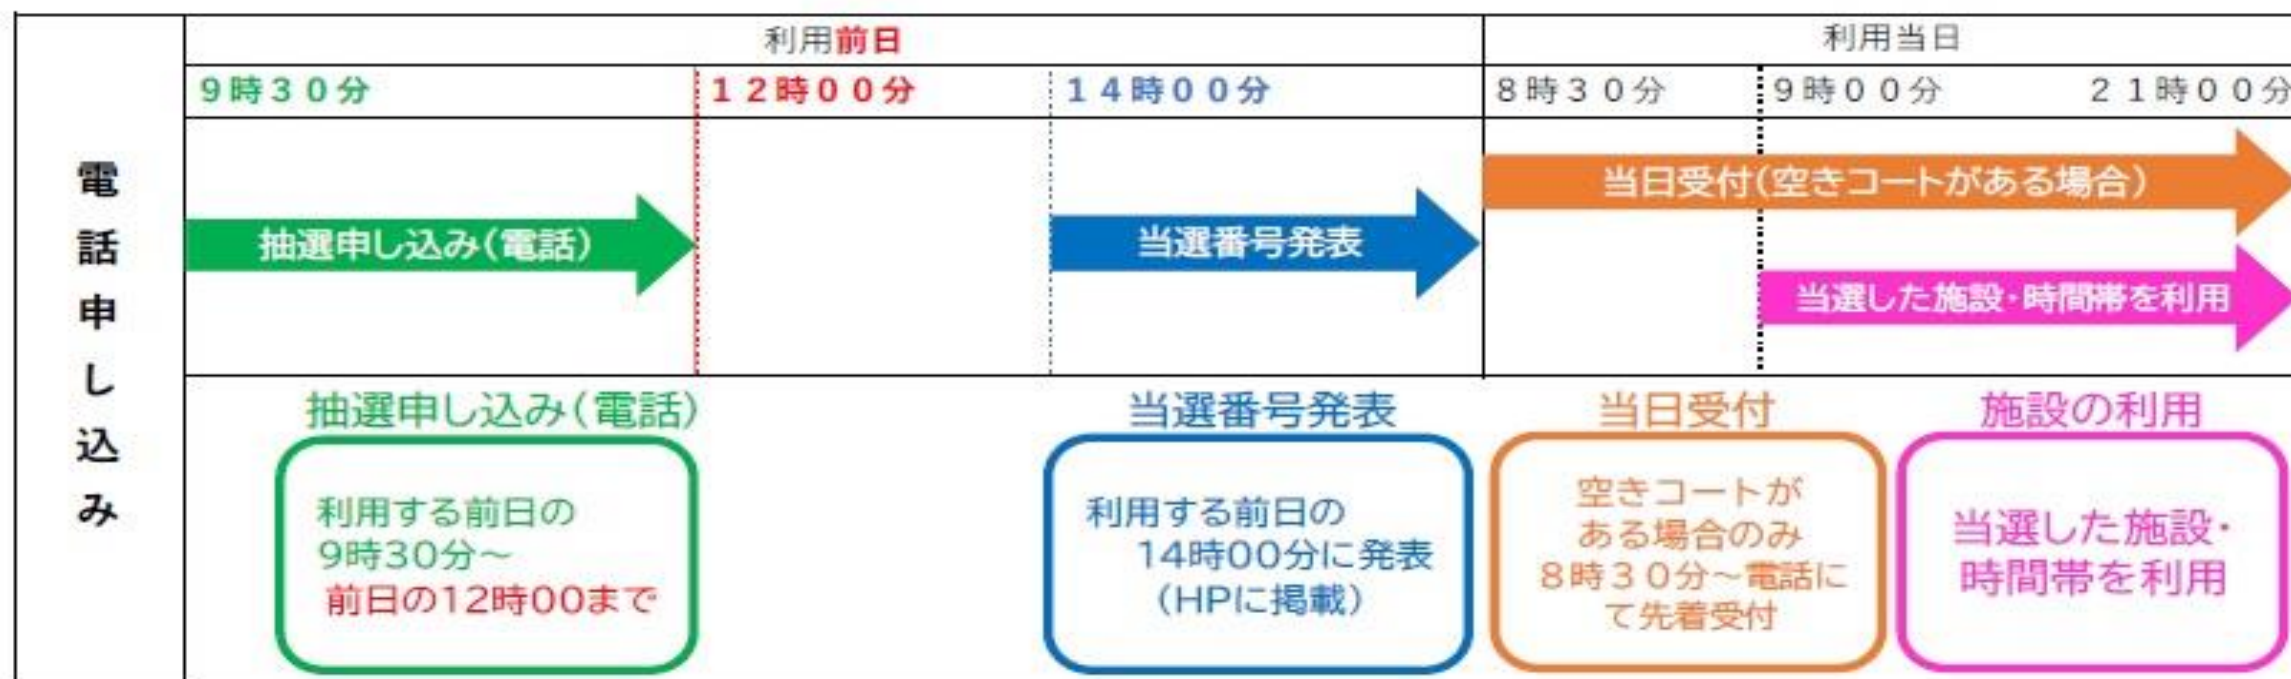 利用前日
利用当日
9時30分
12時00分
14時00分
8時30分
9時00分
21時00分
電話申し込み
当日受付(空きコートがある場合)
抽選申し込み(電話)
当選番号発表
当選した施設・時間帯を利用
抽選申し込み(電話)
利用する前日の
9時30分~
前日の12時00まで
当選番号発表
利用する前日の
14時00分に発表
(HPに掲載)
当日受付
空きコートが
ある場合のみ
8時30分~電話に
て先着受付
施設の利用
当選した施設・
時間帯を利用